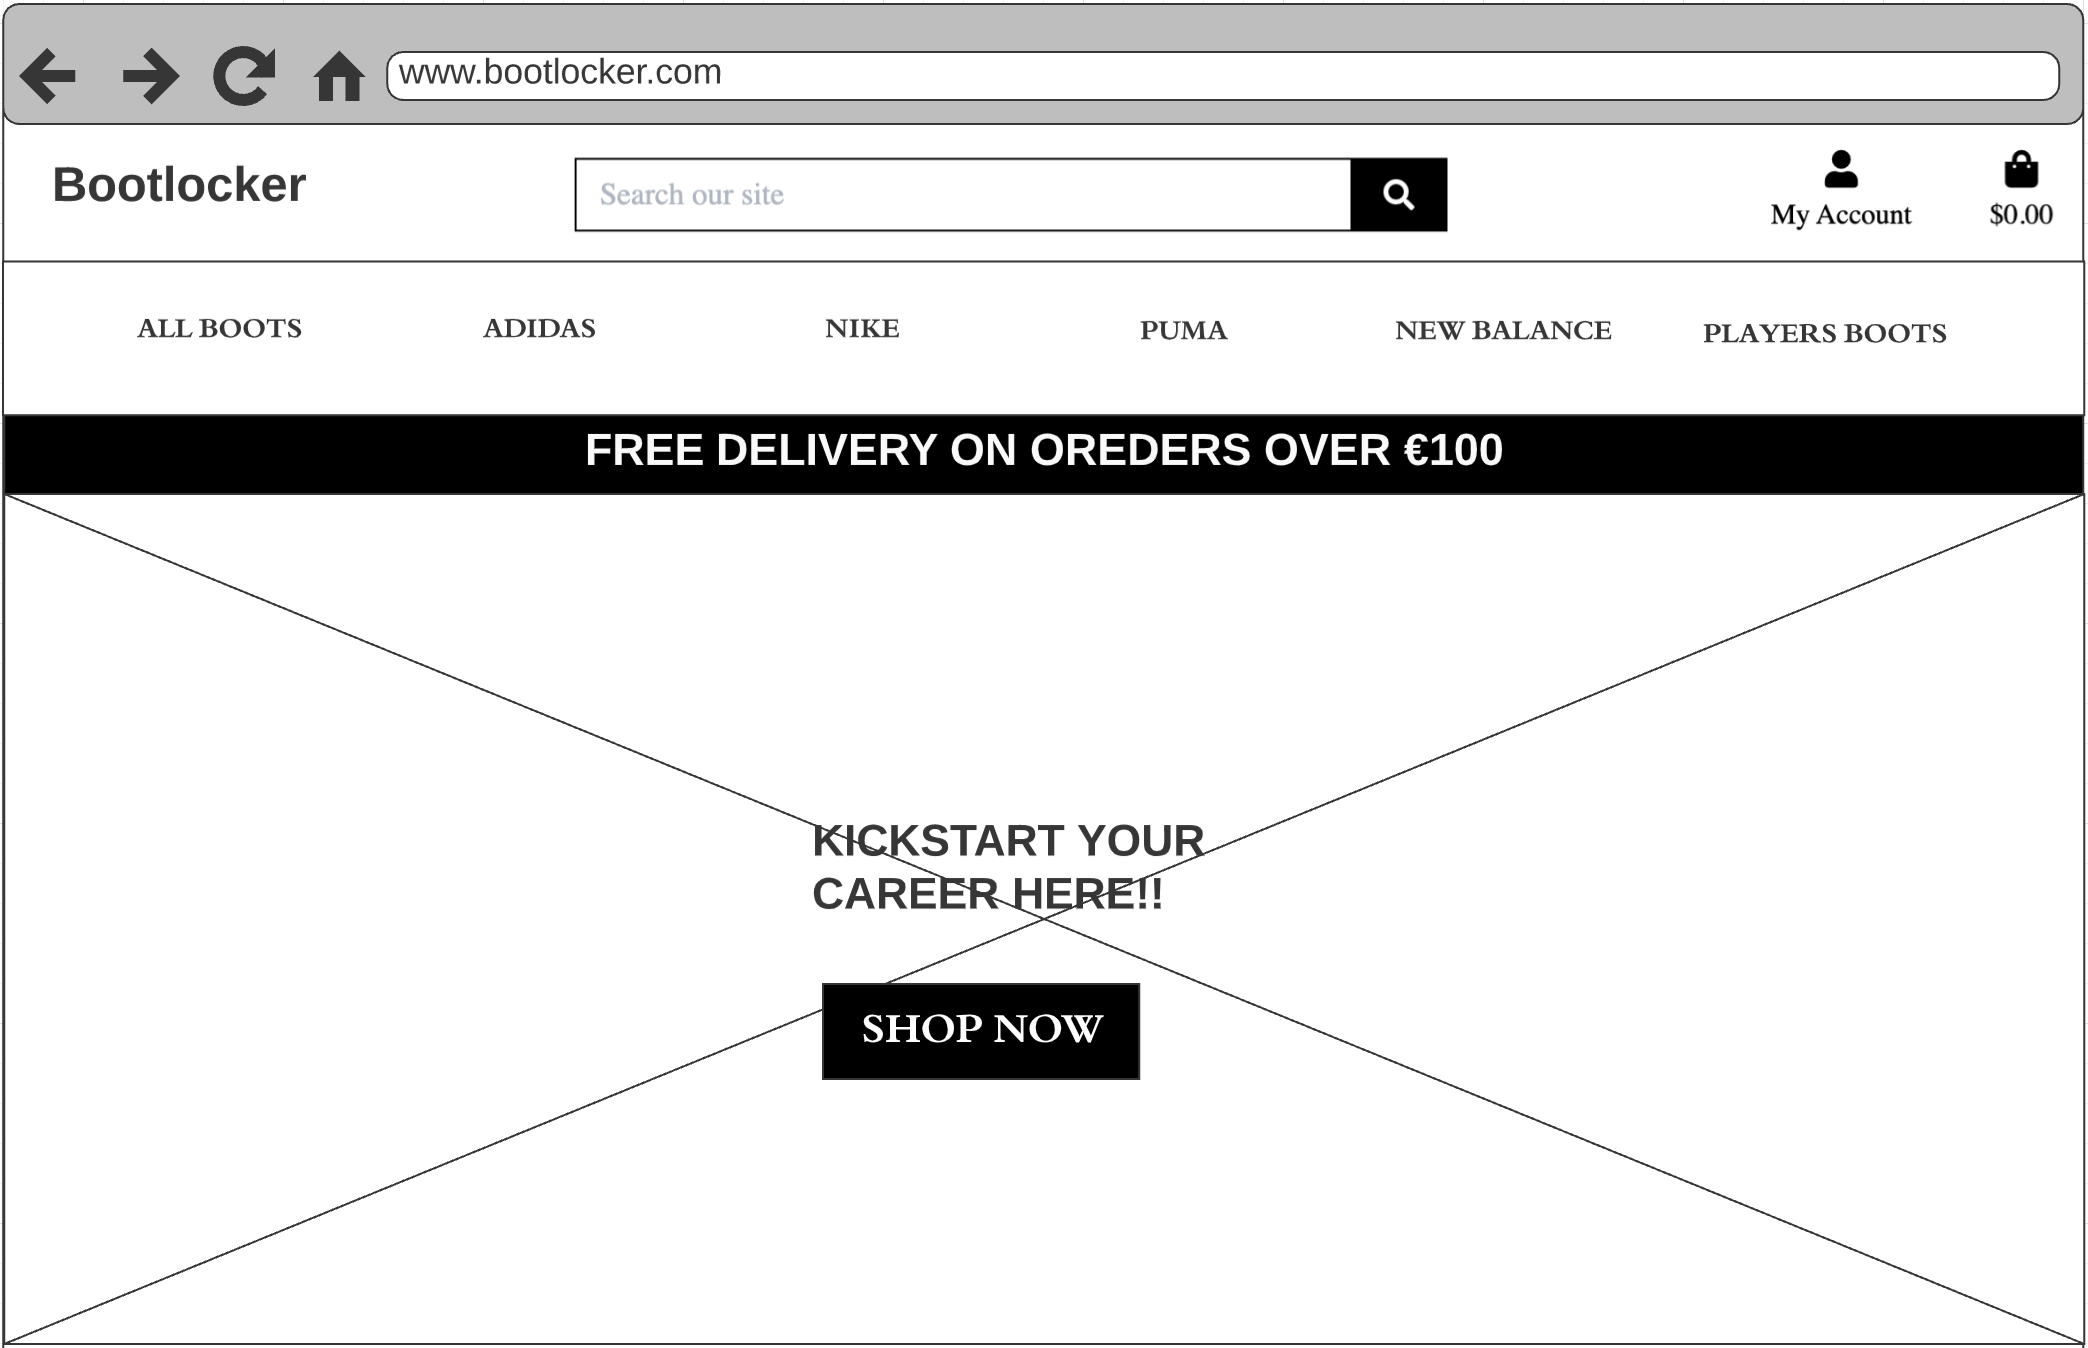 www.bootlocker.com
Bootlocker
Search our site
My Account
$0.00
ALL BOOTS
ADIDAS
NIKE
PUMA
NEW BALANCE
PLAYERS BOOTS
FREE DELIVERY ON OREDERS OVER €100
KICKSTART YOUR
CAREER HERE!!
SHOP NOW